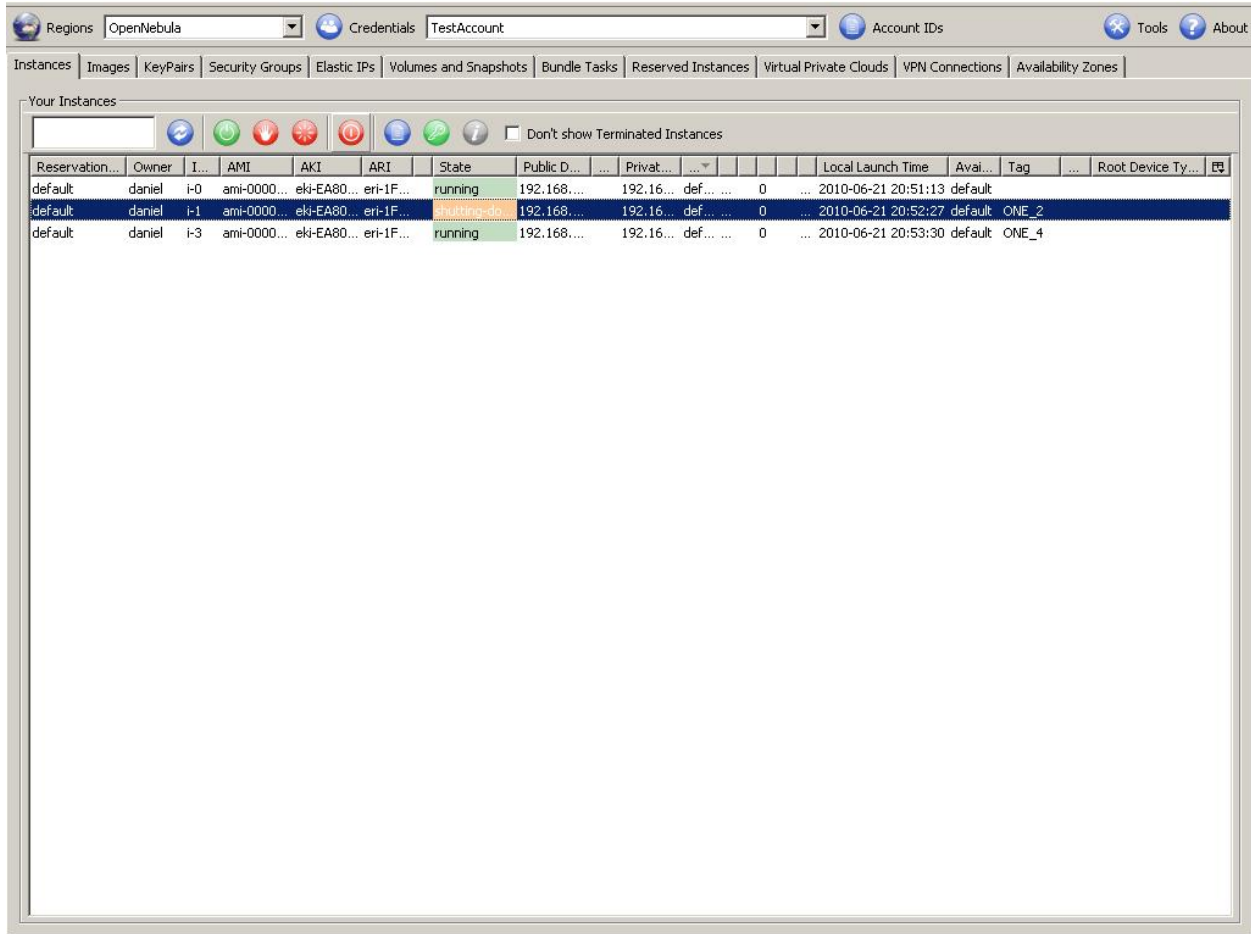 Regions OpenNebula Credentials TestAccount Account IDs Tools About
Instances Images KeyPairs Security Groups Elastic IPs Volumes and Snapshots Bundle Tasks Reserved Instances Virtual Private Clouds VPN Connections Availability Zones
Your Instances
Don't show Terminated Instances
Reservation... Owner I... AMI AKI ARI State Public D... ... Privat... ... Local Launch Time Avai... Tag ... Root Device Ty...
default daniel i-0 ami-0000... eki-EA80... eri-1F... running 192.168.... 192.16... def... ... 0 ... 2010-06-21 20:51:13 default
default daniel i-1 ami-0000... eki-EA80... eri-1F... shutting-do... 192.168.... 192.16... def... ... 0 ... 2010-06-21 20:52:27 default ONE_2
default daniel i-3 ami-0000... eki-EA80... eri-1F... running 192.168.... 192.16... def... ... 0 ... 2010-06-21 20:53:30 default ONE_4